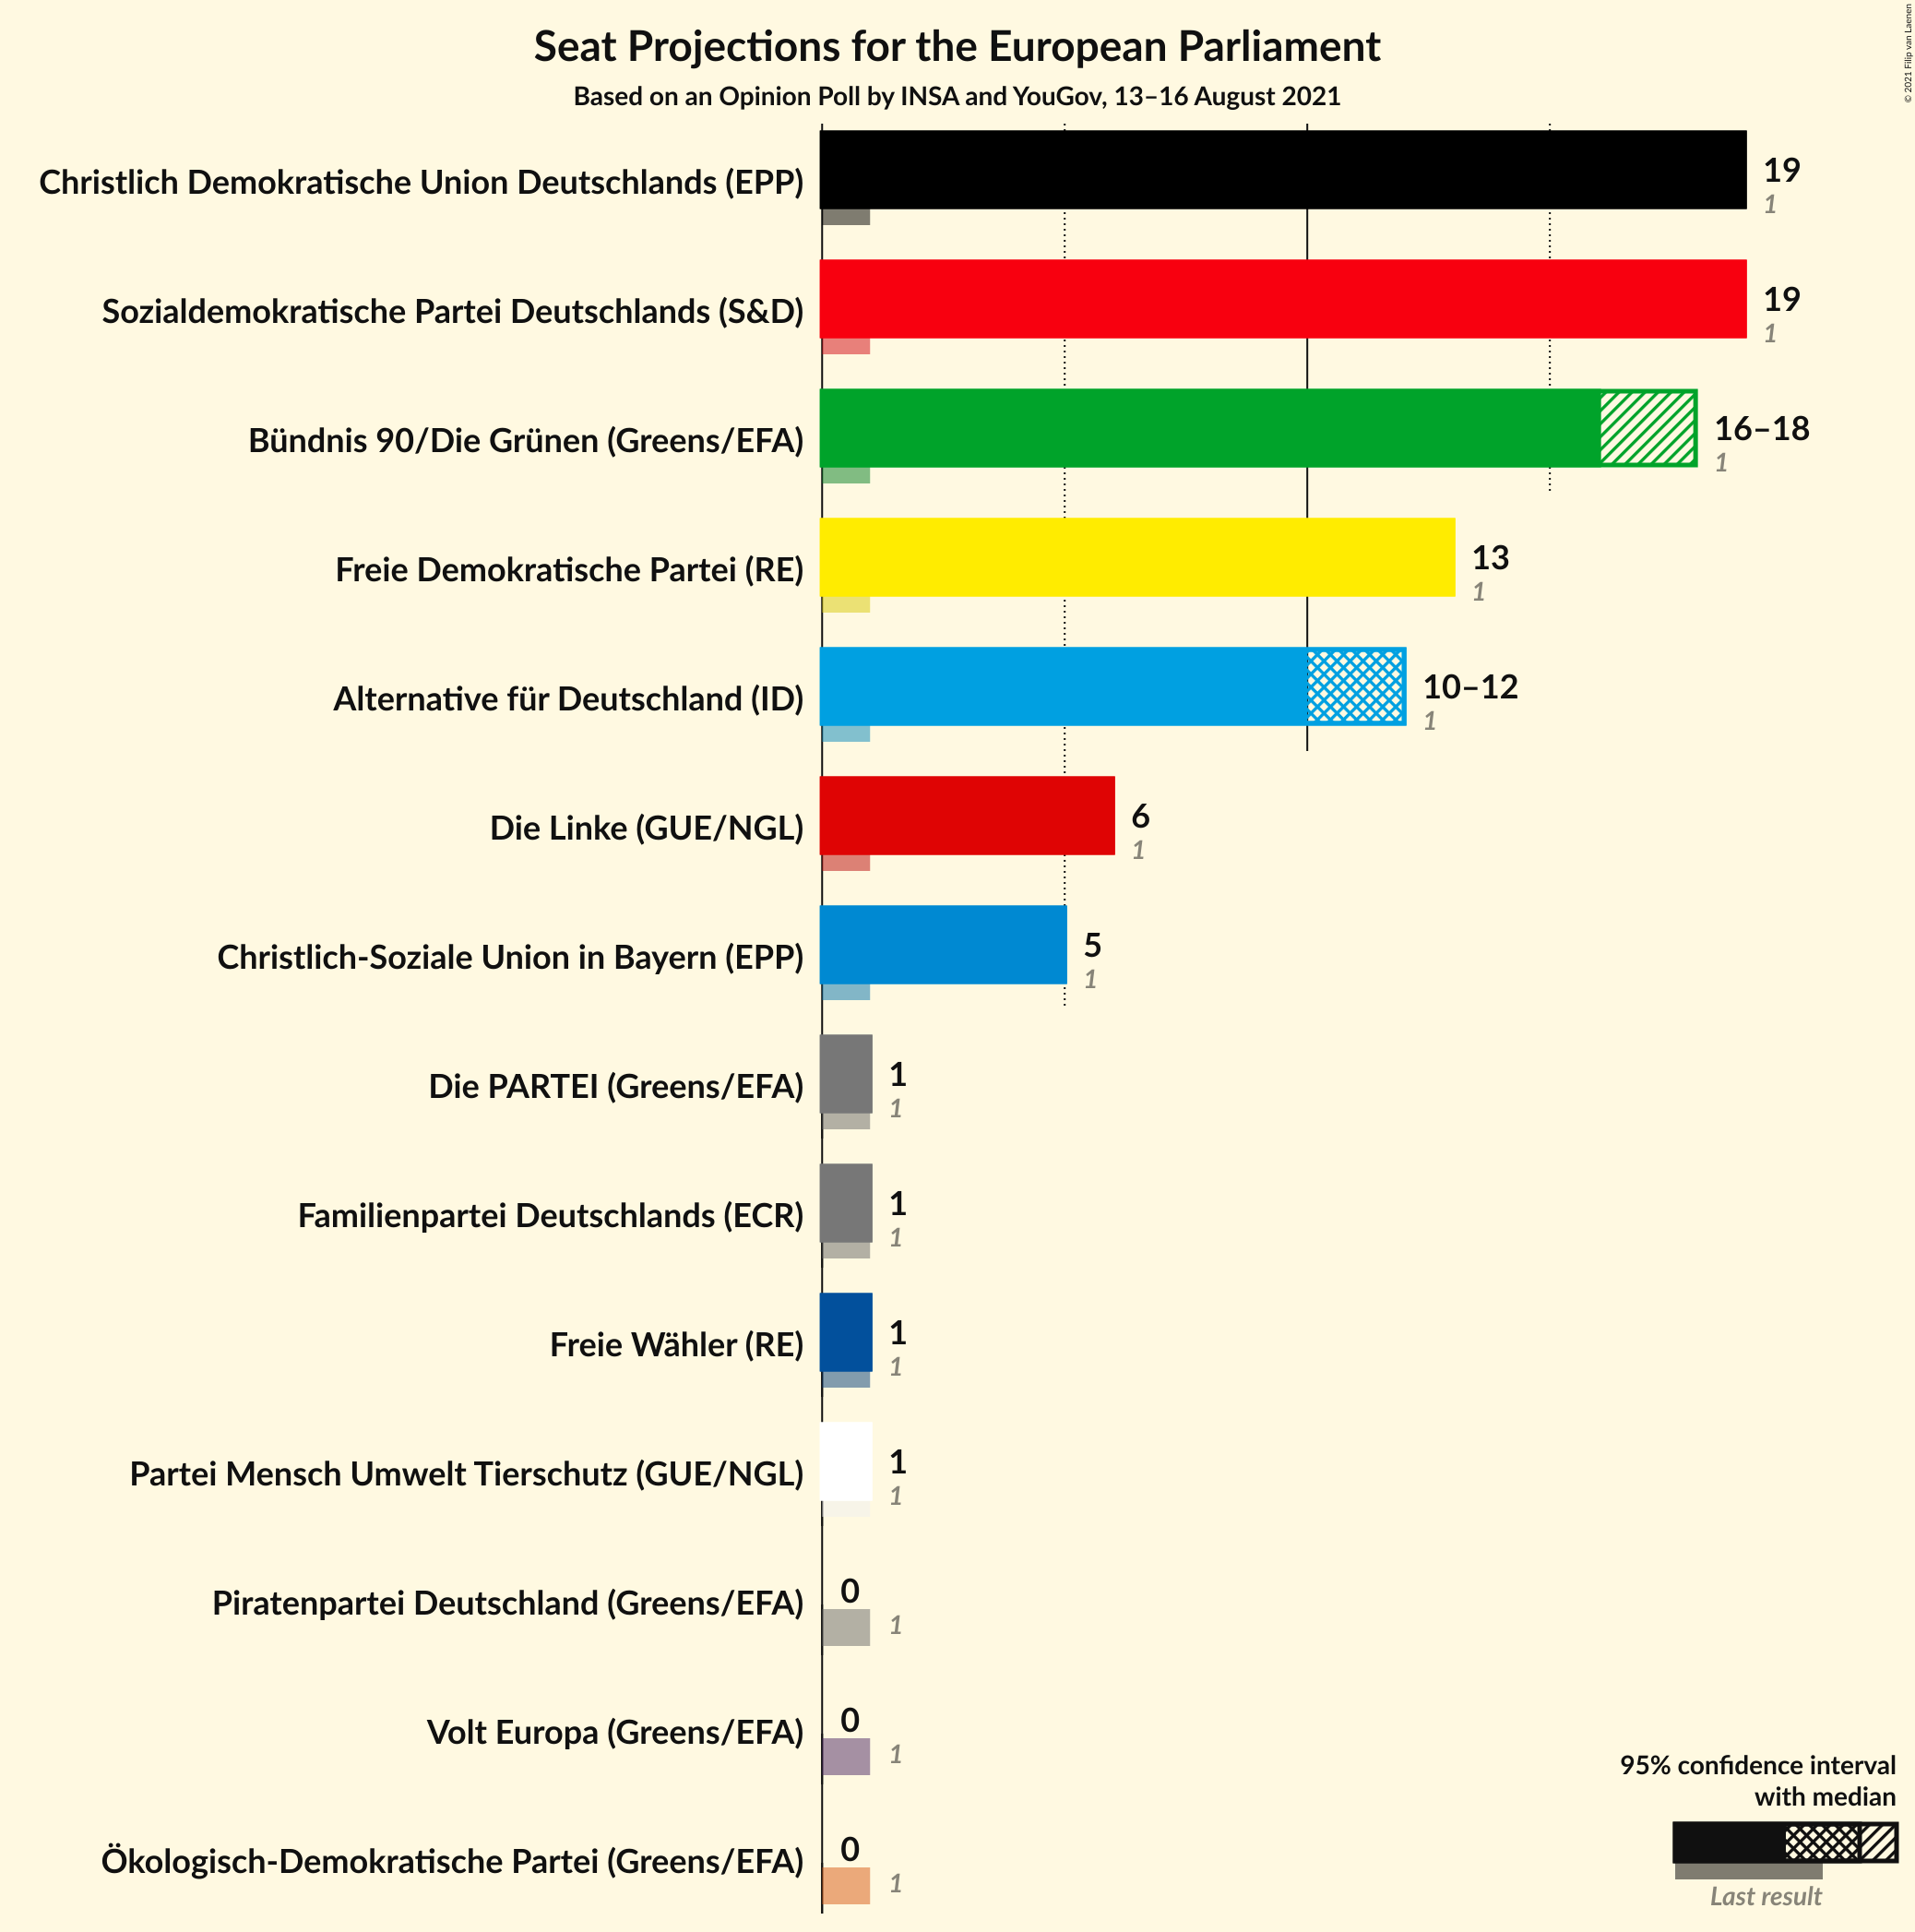 Seat Projections for the European Parliament
Based on an Opinion Poll by INSA and YouGov, 13–16 August 2021
© 2021 Filip van Laenen
Christlich Demokratische Union Deutschlands (EPP)
19
1
Sozialdemokratische Partei Deutschlands (S&D)
19
1
Bündnis 90/Die Grünen (Greens/EFA)
16–18
1
Freie Demokratische Partei (RE)
13
1
Alternative für Deutschland (ID)
10–12
1
Die Linke (GUE/NGL)
6
1
Christlich-Soziale Union in Bayern (EPP)
5
1
Die PARTEI (Greens/EFA)
1
1
Familienpartei Deutschlands (ECR)
1
1
Freie Wähler (RE)
1
1
Partei Mensch Umwelt Tierschutz (GUE/NGL)
1
1
Piratenpartei Deutschland (Greens/EFA)
0
1
Volt Europa (Greens/EFA)
0
1
Ökologisch-Demokratische Partei (Greens/EFA)
0
1
95% confidence interval
with median
Last result